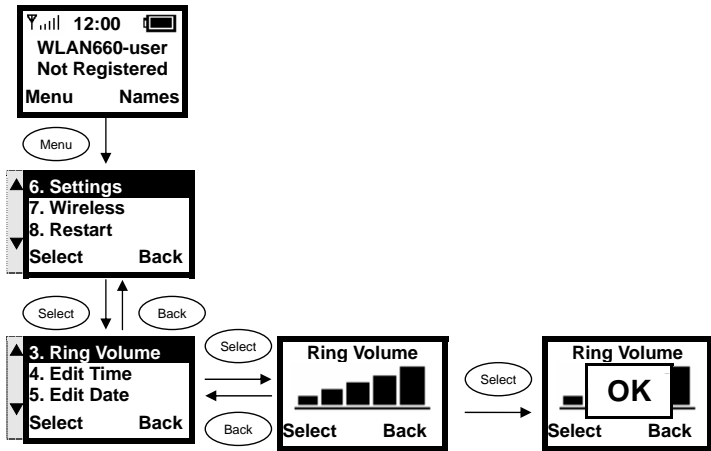 12:00
WLAN660-user
Not Registered
Menu Names
Menu
6. Settings
7. Wireless
8. Restart
Select Back
Select
Back
3. Ring Volume
4. Edit Time
5. Edit Date
Select Back
Select
Back
Ring Volume
Select Back
Select
Ring Volume
OK
Select Back